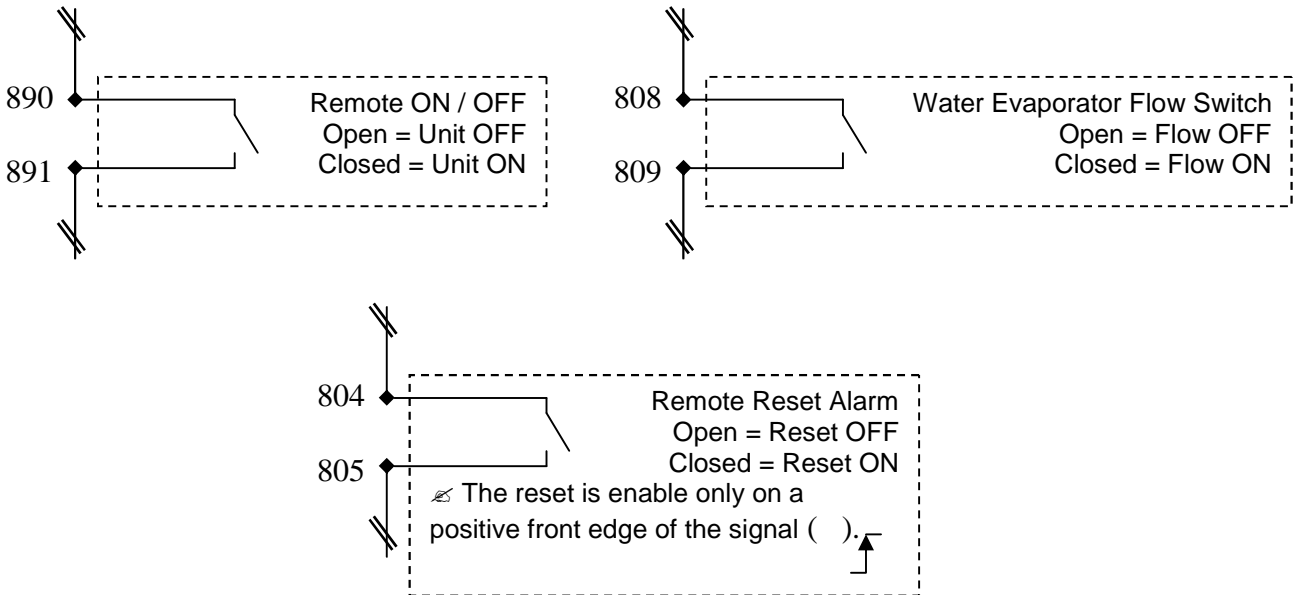 890
891
Remote ON / OFF
Open = Unit OFF
Closed = Unit ON
808
809
Water Evaporator Flow Switch
Open = Flow OFF
Closed = Flow ON
804
805
Remote Reset Alarm
Open = Reset OFF
Closed = Reset ON
✍ The reset is enable only on a
positive front edge of the signal (   ).